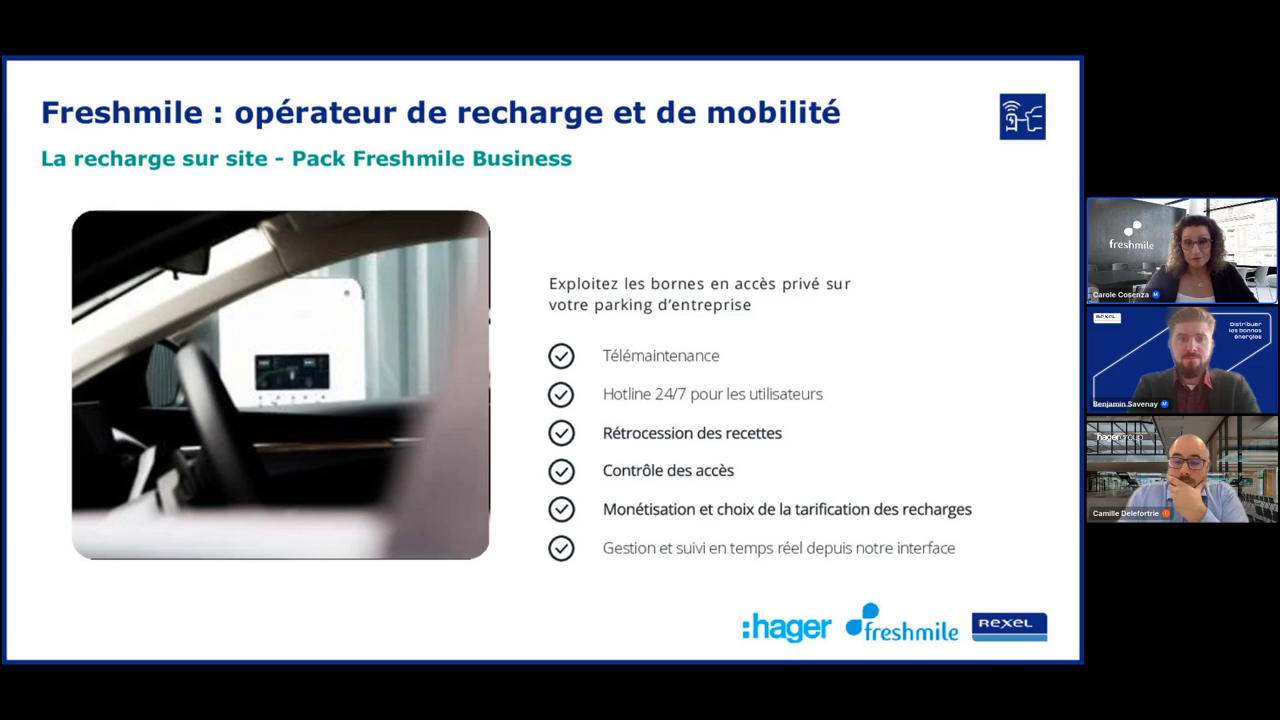 Freshmile : opérateur de recharge et de mobilité
La recharge sur site - Pack Freshmile Business
Exploitez les bornes en accès privé sur
votre parking d'entreprise
Télémaintenance
Hotline 24/7 pour les utilisateurs
Rétrocession des recettes
Contrôle des accès
Monétisation et choix de la tarification des recharges
Gestion et suivi en temps réel depuis notre interface
:hager
freshmile
REXEL
freshmile
Carole Cosenza
REXEL
Distribuer
les bonnes
énergies
Benjamin Savenay
hagergroup
Camille Delefortrie